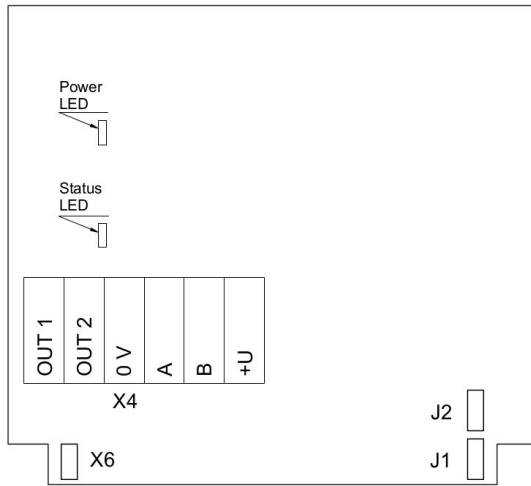 Power
LED
Status
LED
OUT 1
OUT 2
0 V
A
B
+U
X4
J2
X6
J1